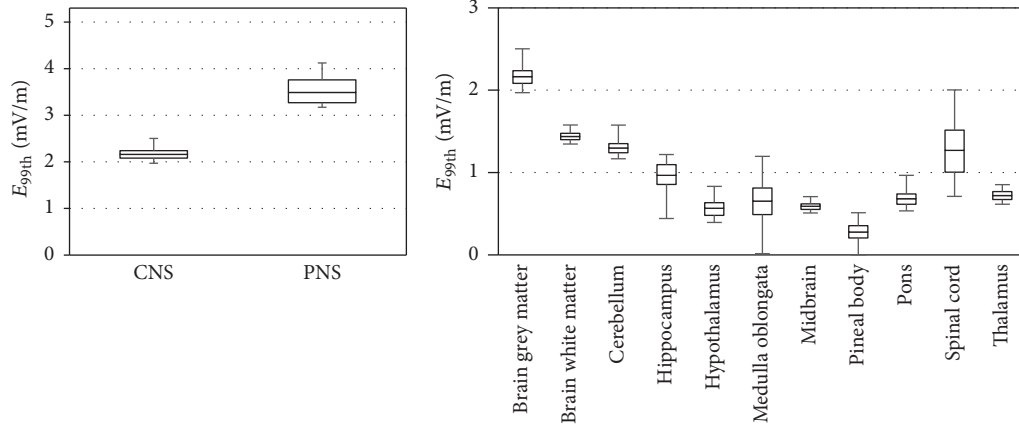 5
4
3
2
1
0
E99th (mV/m)
CNS
PNS
3
2
1
0
E99th (mV/m)
Brain grey matter
Brain white matter
Cerebellum
Hippocampus
Hypothalamus
Medulla oblongata
Midbrain
Pineal body
Pons
Spinal cord
Thalamus